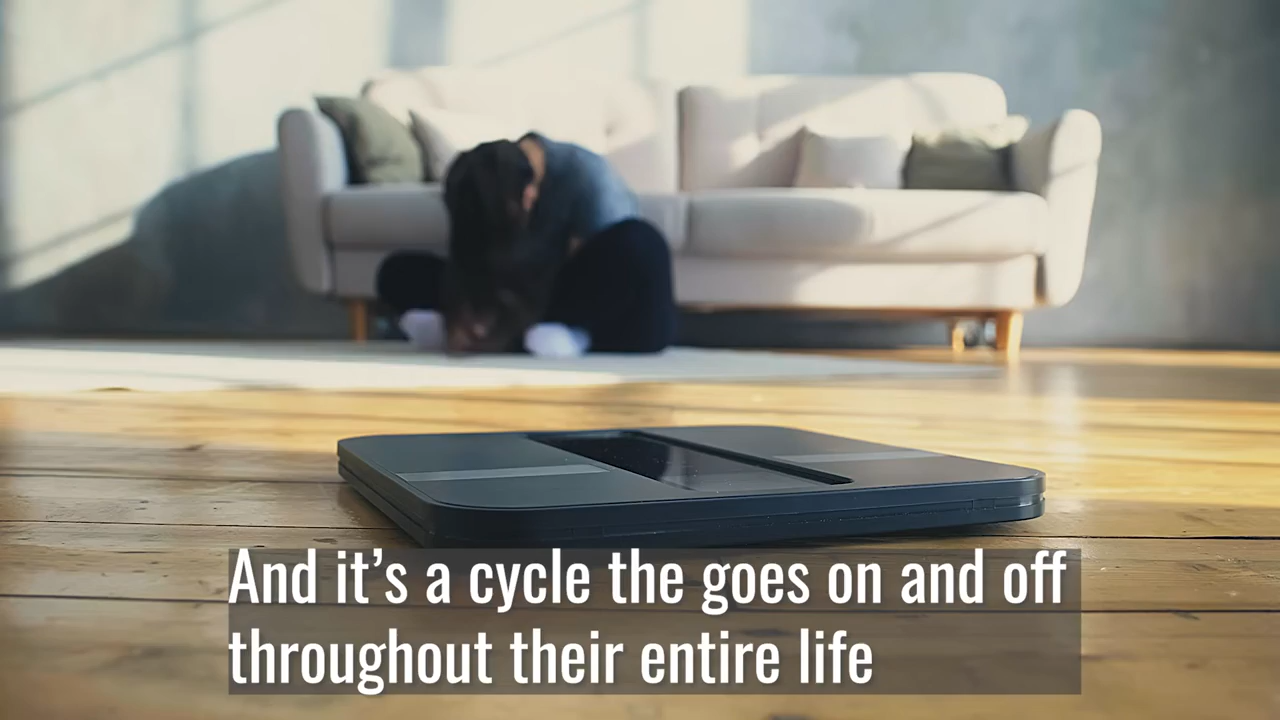 And it’s a cycle the goes on and off
throughout their entire life